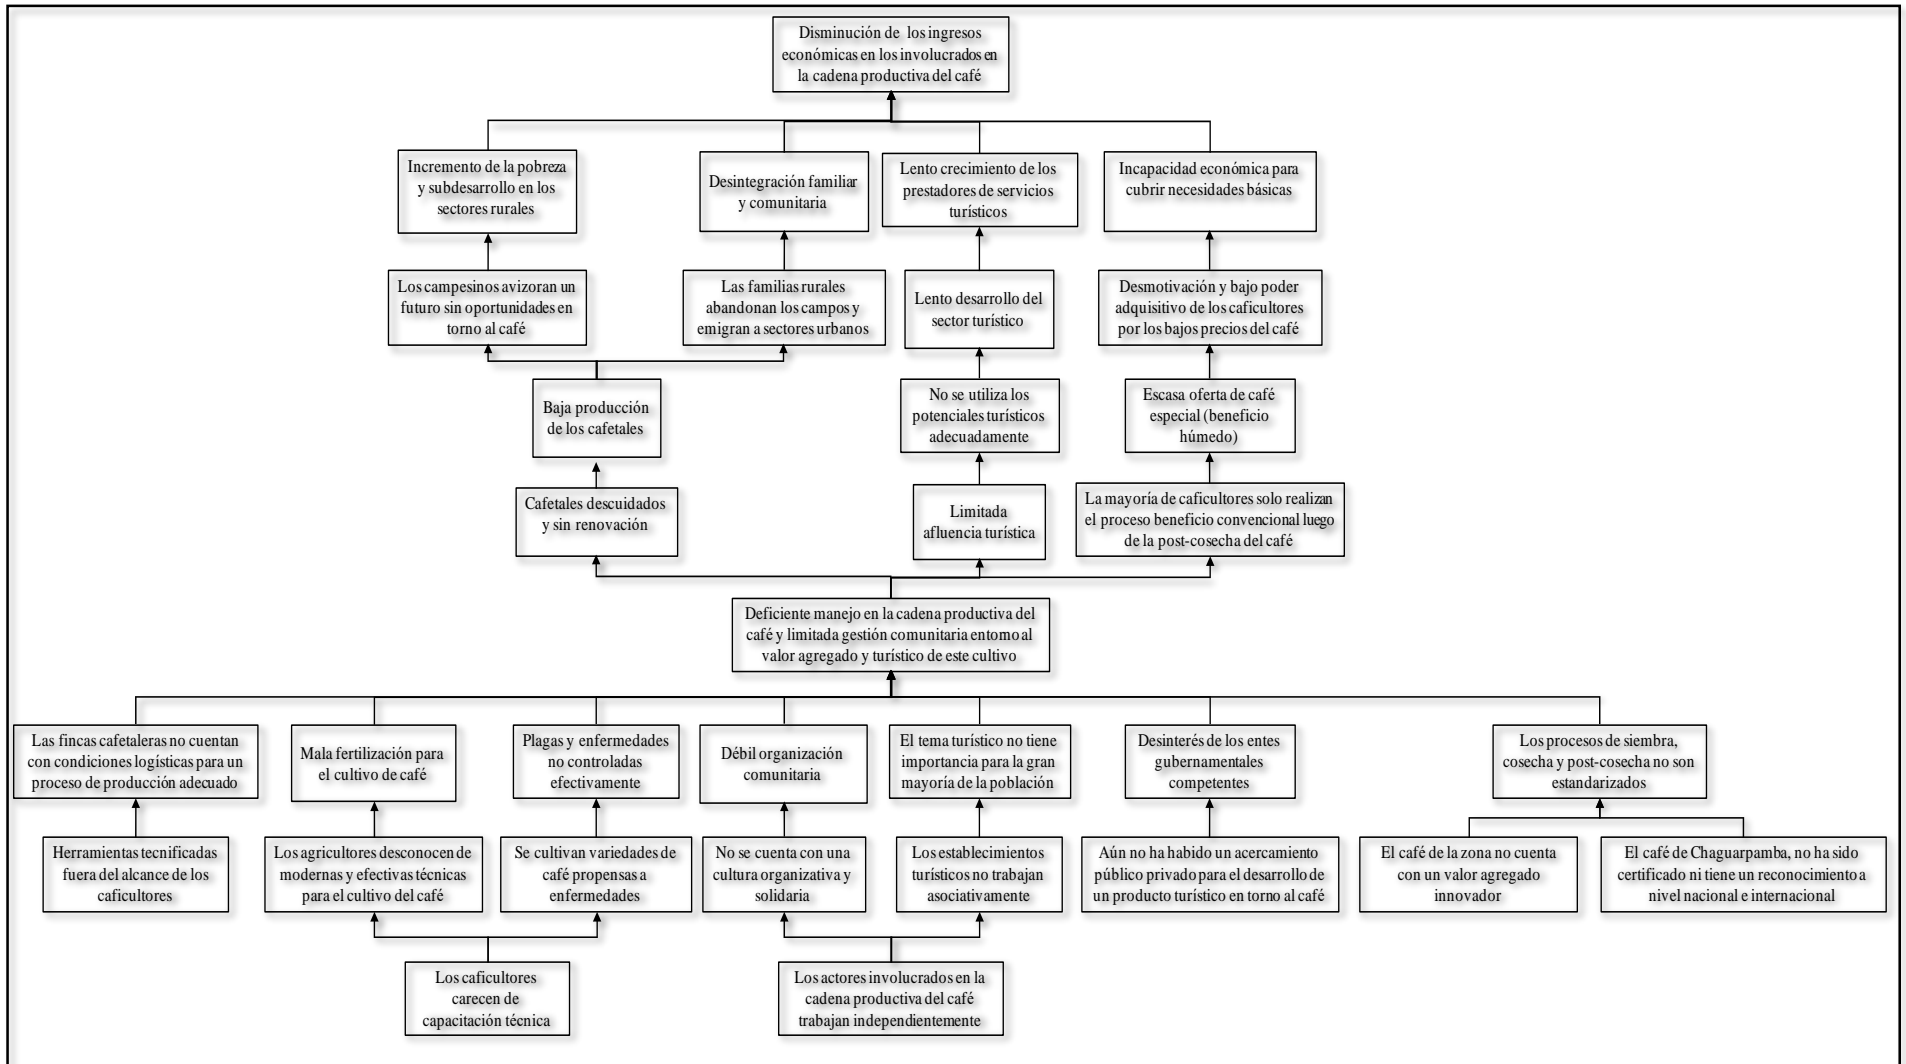 Disminución de los ingresos
económicas en los involucrados en
la cadena productiva del café
Incremento de la pobreza
y subdesarrollo en los
sectores rurales
Desintegración familiar
y comunitaria
Lento crecimiento de los
prestadores de servicios
turísticos
Incapacidad económica para
cubrir necesidades básicas
Los campesinos avizoran un
futuro sin oportunidades en
torno al café
Las familias rurales
abandonan los campos y
emigran a sectores urbanos
Lento desarrollo del
sector turístico
Desmotivación y bajo poder
adquisitivo de los caficultores
por los bajos precios del café
Baja producción
de los cafetales
No se utiliza los
potenciales turísticos
adecuadamente
Escasa oferta de café
especial (beneficio
húmedo)
Cafetales descuidados
y sin renovación
Limitada
afluencia turística
La mayoría de caficultores solo realizan
el proceso beneficio convencional luego
de la post-cosecha del café
Deficiente manejo en la cadena productiva del
café y limitada gestión comunitaria entorno al
valor agregado y turístico de este cultivo
Las fincas cafetaleras no cuentan
con condiciones logísticas para un
proceso de producción adecuado
Mala fertilización para
el cultivo de café
Plagas y enfermedades
no controladas
efectivamente
Débil organización
comunitaria
El tema turístico no tiene
importancia para la gran
mayoría de la población
Desinterés de los entes
gubernamentales
competentes
Los procesos de siembra,
cosecha y post-cosecha no son
estandarizados
Herramientas tecnificadas
fuera del alcance de los
caficultores
Los agricultores desconocen de
modernas y efectivas técnicas
para el cultivo del café
Se cultivan variedades de
café propensas a
enfermedades
No se cuenta con una
cultura organizativa y
solidaria
Los establecimientos
turísticos no trabajan
asociativamente
Aún no ha habido un acercamiento
público privado para el desarrollo de
un producto turístico en torno al café
El café de la zona no cuenta
con un valor agregado
innovador
El café de Chaguarpamba, no ha sido
certificado ni tiene un reconocimiento a
nivel nacional e internacional
Los caficultores
carecen de
capacitación técnica
Los actores involucrados en la
cadena productiva del café
trabajan independientemente